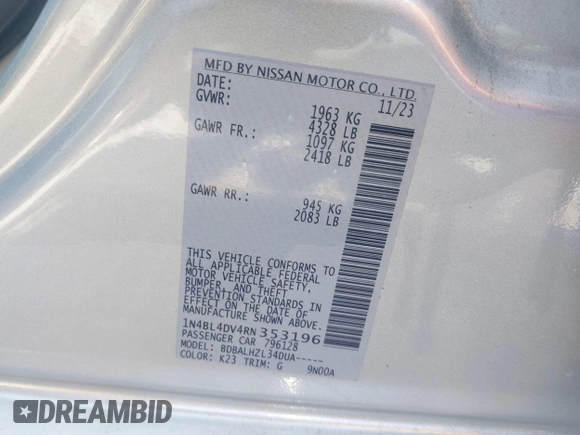 MFD BY NISSAN MOTOR CO., LTD.
DATE: 11/23
GVWR: 1963 KG
4328 LB
GAWR FR.: 1097 KG
2418 LB
GAWR RR.: 945 KG
2083 LB
THIS VEHICLE CONFORMS TO
ALL APPLICABLE FEDERAL
MOTOR VEHICLE SAFETY,
BUMPER, AND THEFT
PREVENTION STANDARDS IN
EFFECT ON THE DATE OF
MANUFACTURE SHOWN ABOVE.
1N4BL4DV4RN353196
PASSENGER CAR 796128
MODEL: BDBALHZL34DUA-----
COLOR: K23 TRIM: G 9N00A
DREAMBID